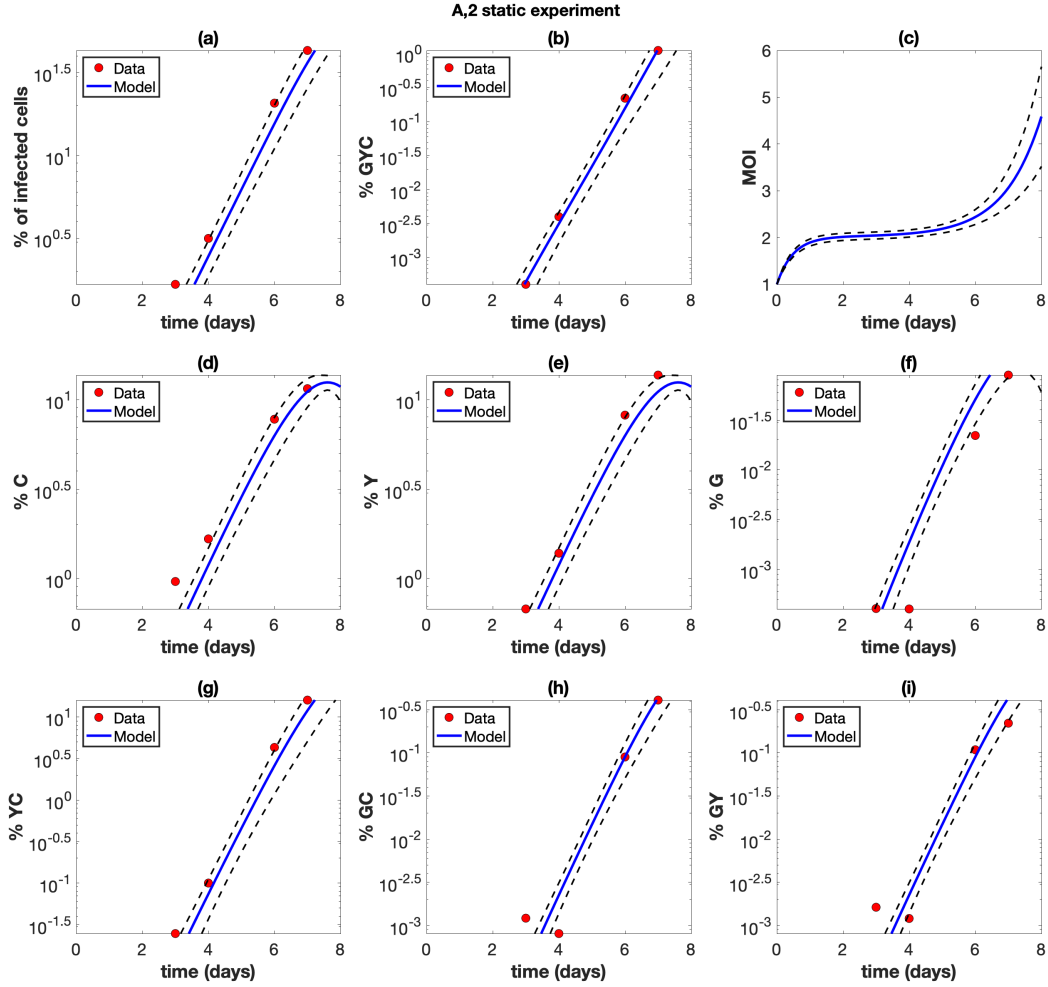 A,2 static experiment
(a)
% of infected cells
10^1.5
10^1
10^0.5
Data
Model
0 2 4 6 8
time (days)
(b)
% GYC
10^0
10^-0.5
10^-1
10^-1.5
10^-2
10^-2.5
10^-3
Data
Model
0 2 4 6 8
time (days)
(c)
MOI
6
5
4
3
2
1
0 2 4 6 8
time (days)
(d)
% C
10^1
10^0.5
10^0
Data
Model
0 2 4 6 8
time (days)
(e)
% Y
10^1
10^0.5
10^0
Data
Model
0 2 4 6 8
time (days)
(f)
% G
10^-1.5
10^-2
10^-2.5
10^-3
Data
Model
0 2 4 6 8
time (days)
(g)
% YC
10^1
10^0.5
10^0
10^-0.5
10^-1
10^-1.5
Data
Model
0 2 4 6 8
time (days)
(h)
% GC
10^-0.5
10^-1
10^-1.5
10^-2
10^-2.5
10^-3
Data
Model
0 2 4 6 8
time (days)
(i)
% GY
10^-0.5
10^-1
10^-1.5
10^-2
10^-2.5
10^-3
Data
Model
0 2 4 6 8
time (days)